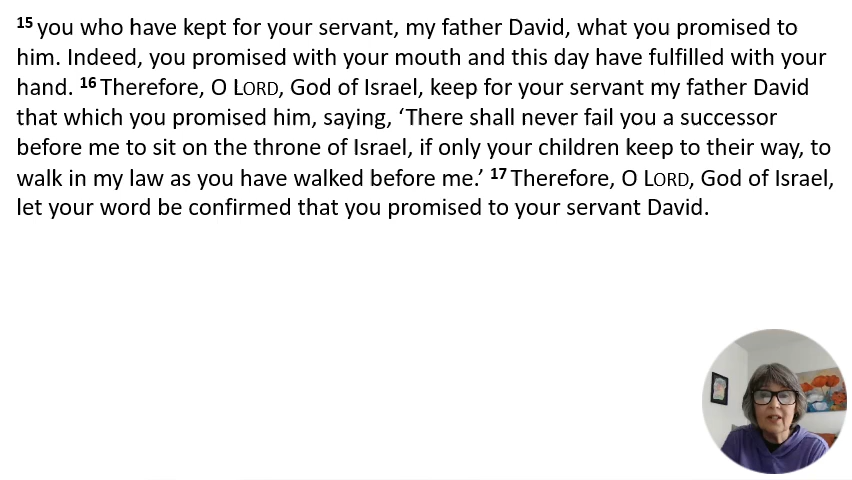 15 you who have kept for your servant, my father David, what you promised to
him. Indeed, you promised with your mouth and this day have fulfilled with your
hand. 16 Therefore, O LORD, God of Israel, keep for your servant my father David
that which you promised him, saying, ‘There shall never fail you a successor
before me to sit on the throne of Israel, if only your children keep to their way, to
walk in my law as you have walked before me.’ 17 Therefore, O LORD, God of Israel,
let your word be confirmed that you promised to your servant David.